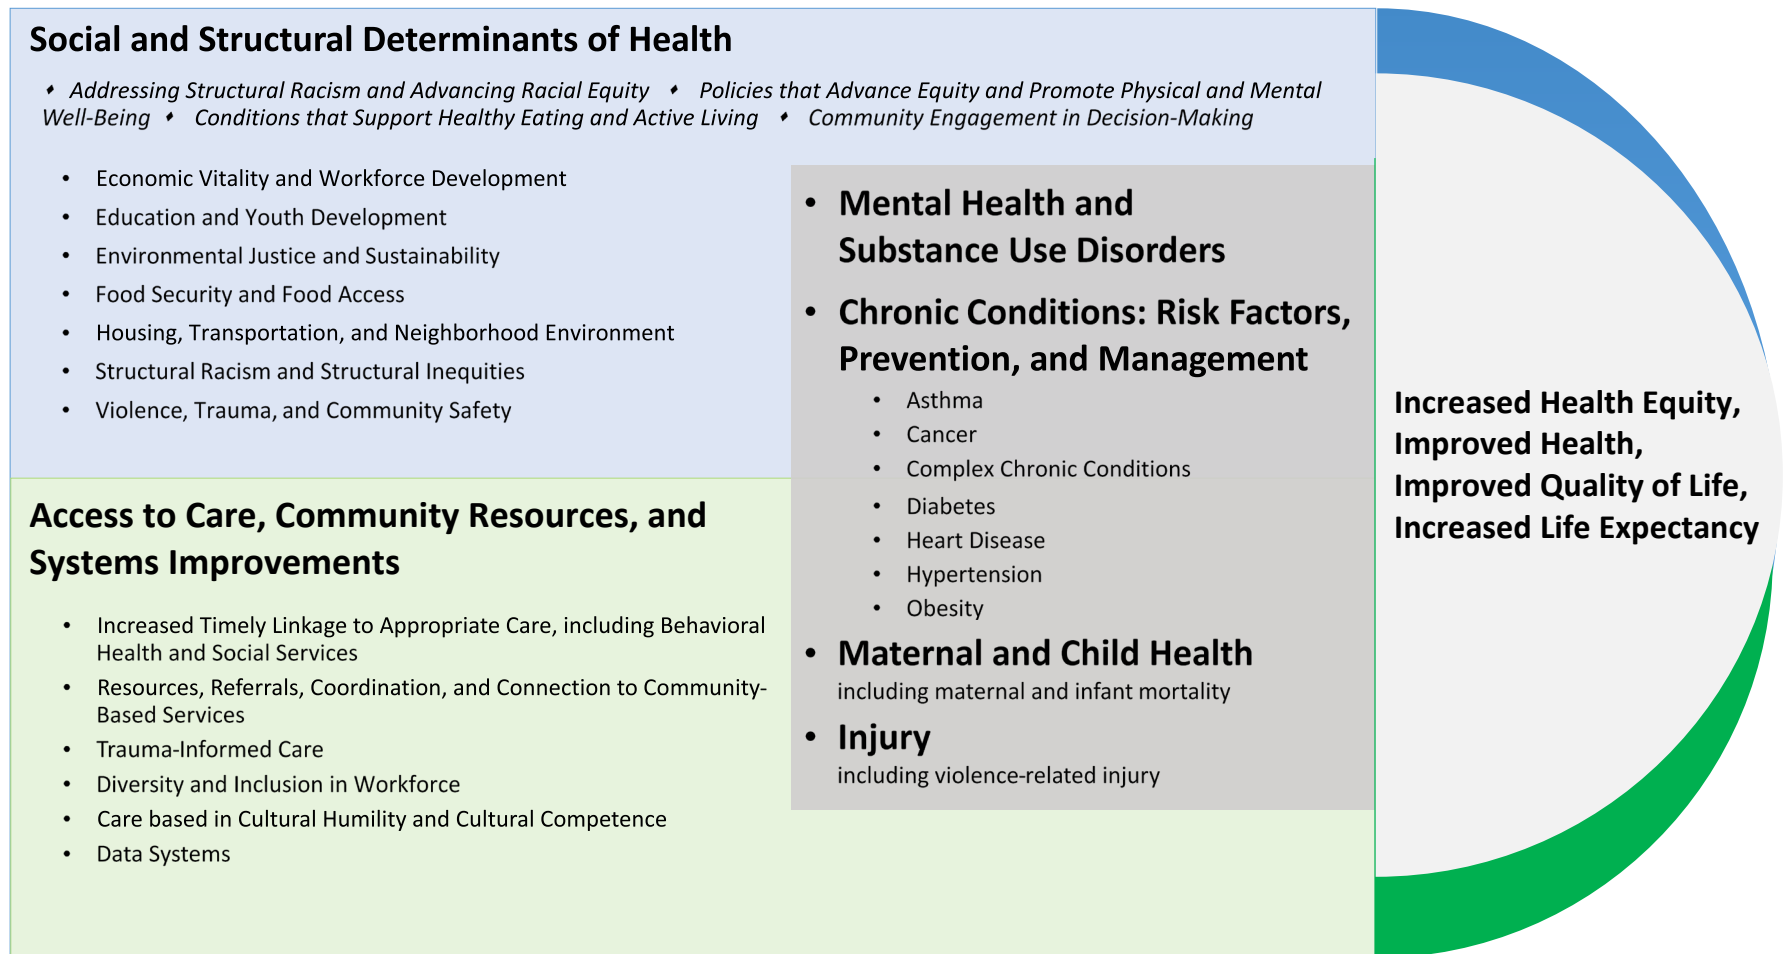 Social and Structural Determinants of Health
⬧ Addressing Structural Racism and Advancing Racial Equity ⬧ Policies that Advance Equity and Promote Physical and Mental
Well-Being ⬧ Conditions that Support Healthy Eating and Active Living ⬧ Community Engagement in Decision-Making
• Economic Vitality and Workforce Development
• Education and Youth Development
• Environmental Justice and Sustainability
• Food Security and Food Access
• Housing, Transportation, and Neighborhood Environment
• Structural Racism and Structural Inequities
• Violence, Trauma, and Community Safety
Access to Care, Community Resources, and
Systems Improvements
• Increased Timely Linkage to Appropriate Care, including Behavioral
Health and Social Services
• Resources, Referrals, Coordination, and Connection to Community-
Based Services
• Trauma-Informed Care
• Diversity and Inclusion in Workforce
• Care based in Cultural Humility and Cultural Competence
• Data Systems
• Mental Health and
Substance Use Disorders
• Chronic Conditions: Risk Factors,
Prevention, and Management
• Asthma
• Cancer
• Complex Chronic Conditions
• Diabetes
• Heart Disease
• Hypertension
• Obesity
• Maternal and Child Health
including maternal and infant mortality
• Injury
including violence-related injury
Increased Health Equity,
Improved Health,
Improved Quality of Life,
Increased Life Expectancy